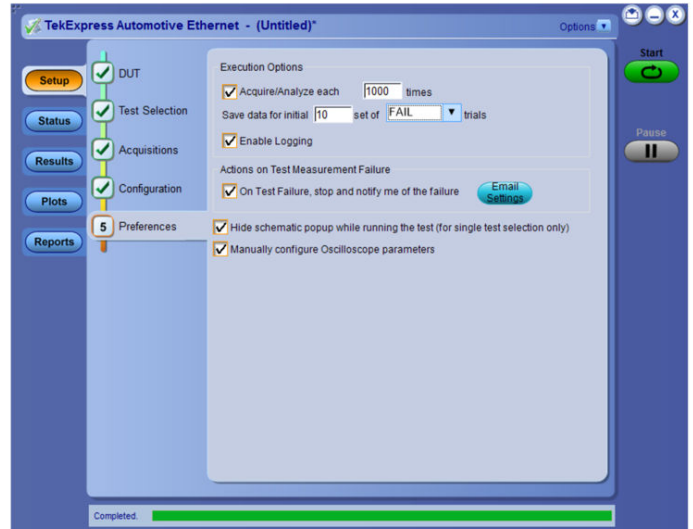 TekExpress Automotive Ethernet - (Untitled)*
Options
Start
Pause
Setup
Status
Results
Plots
Reports
DUT
Test Selection
Acquisitions
Configuration
5 Preferences
Execution Options
Acquire/Analyze each 1000 times
Save data for initial 10 set of FAIL trials
Enable Logging
Actions on Test Measurement Failure
On Test Failure, stop and notify me of the failure
Email
Settings
Hide schematic popup while running the test (for single test selection only)
Manually configure Oscilloscope parameters
Completed.